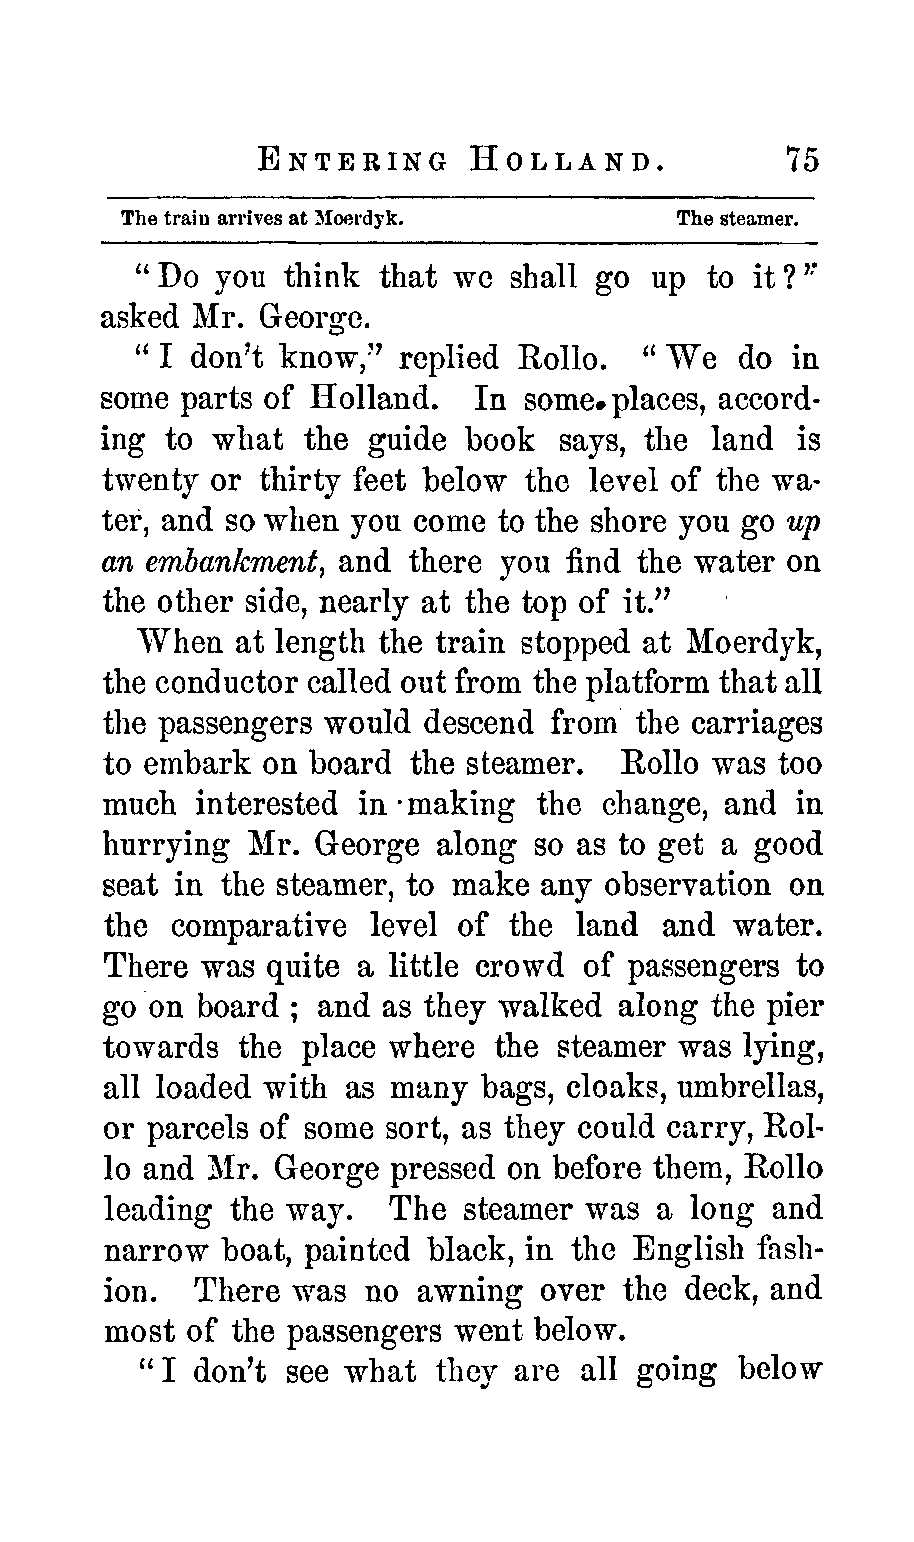 ENTERING HOLLAND. 75
The train arrives at Moerdyk. The steamer.
"Do you think that we shall go up to it?"
asked Mr. George.
"I don't know," replied Rollo. "We do in
some parts of Holland. In some places, accord-
ing to what the guide book says, the land is
twenty or thirty feet below the level of the wa-
ter, and so when you come to the shore you go up
an embankment, and there you find the water on
the other side, nearly at the top of it."
When at length the train stopped at Moerdyk,
the conductor called out from the platform that all
the passengers would descend from the carriages
to embark on board the steamer. Rollo was too
much interested in making the change, and in
hurrying Mr. George along so as to get a good
seat in the steamer, to make any observation on
the comparative level of the land and water.
There was quite a little crowd of passengers to
go on board; and as they walked along the pier
towards the place where the steamer was lying,
all loaded with as many bags, cloaks, umbrellas,
or parcels of some sort, as they could carry, Rol-
lo and Mr. George pressed on before them, Rollo
leading the way. The steamer was a long and
narrow boat, painted black, in the English fash-
ion. There was no awning over the deck, and
most of the passengers went below.
"I don't see what they are all going below